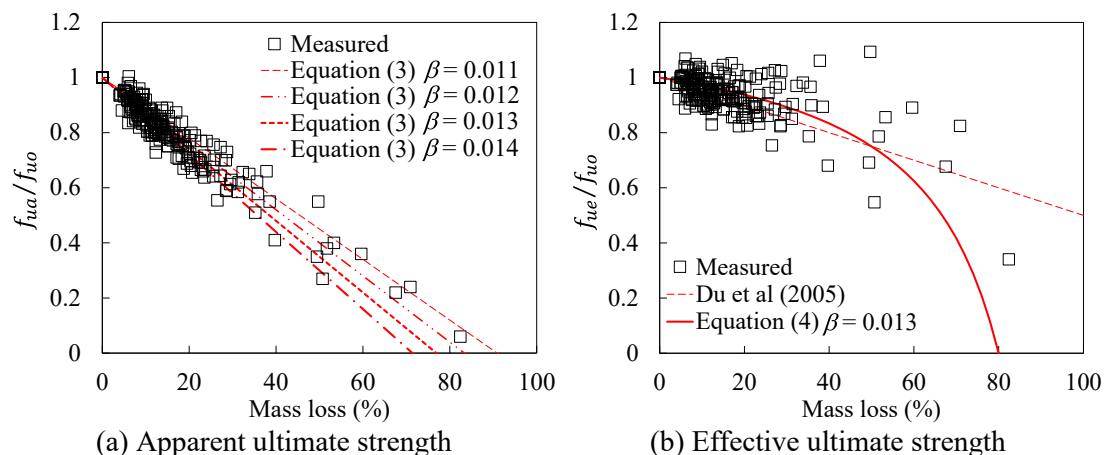 1.2
1
0.8
0.6
0.4
0.2
0
f_ua/f_uo
Measured
Equation (3) β = 0.011
Equation (3) β = 0.012
Equation (3) β = 0.013
Equation (3) β = 0.014
0 20 40 60 80 100
Mass loss (%)
(a) Apparent ultimate strength
1.2
1
0.8
0.6
0.4
0.2
0
f_ue/f_uo
Measured
Du et al (2005)
Equation (4) β = 0.013
0 20 40 60 80 100
Mass loss (%)
(b) Effective ultimate strength